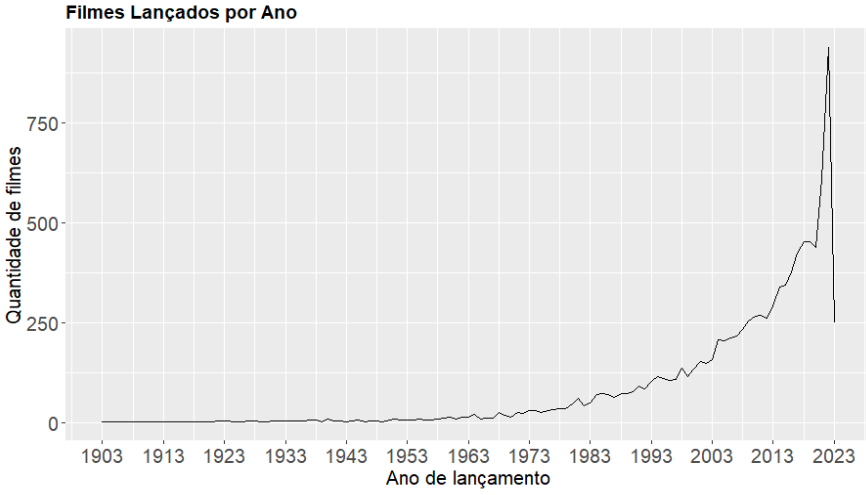 Filmes Lançados por Ano
Quantidade de filmes
750
500
250
0
1903 1913 1923 1933 1943 1953 1963 1973 1983 1993 2003 2013 2023
Ano de lançamento